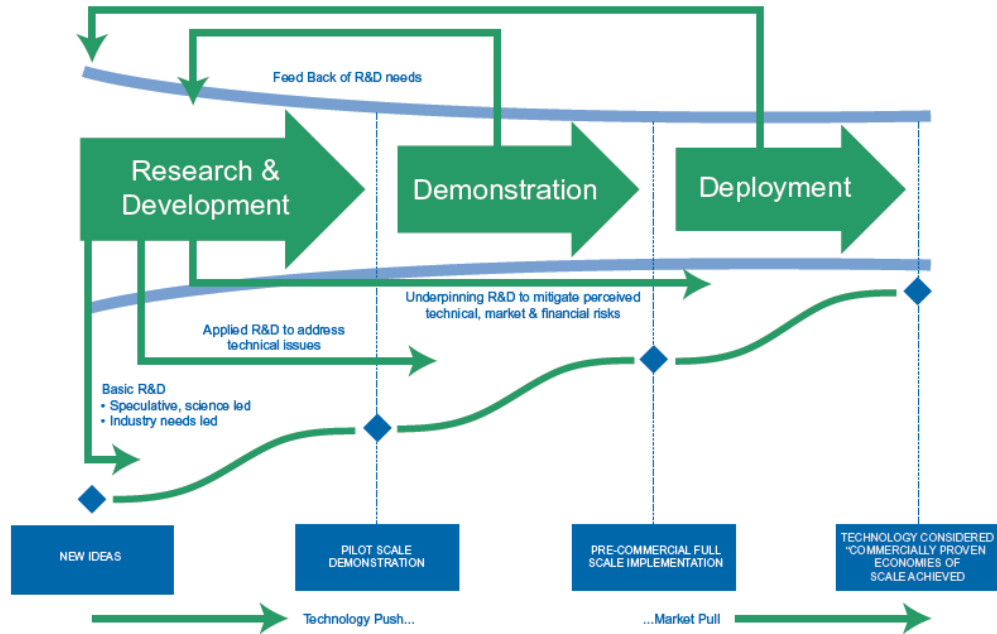 Feed Back of R&D needs
Research &
Development
Demonstration
Deployment
Underpinning R&D to mitigate perceived
technical, market & financial risks
Applied R&D to address
technical issues
Basic R&D
• Speculative, science led
• Industry needs led
NEW IDEAS
PILOT SCALE
DEMONSTRATION
PRE-COMMERCIAL FULL
SCALE IMPLEMENTATION
TECHNOLOGY CONSIDERED
“COMMERCIALLY PROVEN
ECONOMIES OF
SCALE ACHIEVED
Technology Push...
...Market Pull